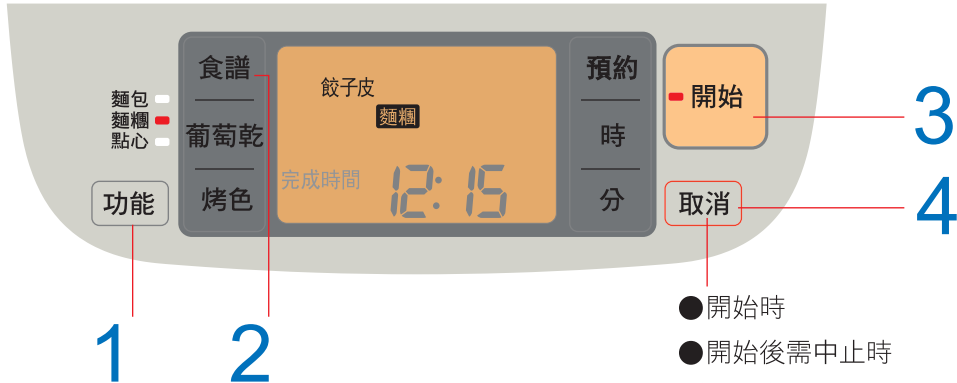 食譜
葡萄乾
烤色
餃子皮
麵糰
完成時間
12:15
預約
時
分
開始
取消
麵包
麵糰
點心
功能
1
2
3
4
●開始時
●開始後需中止時